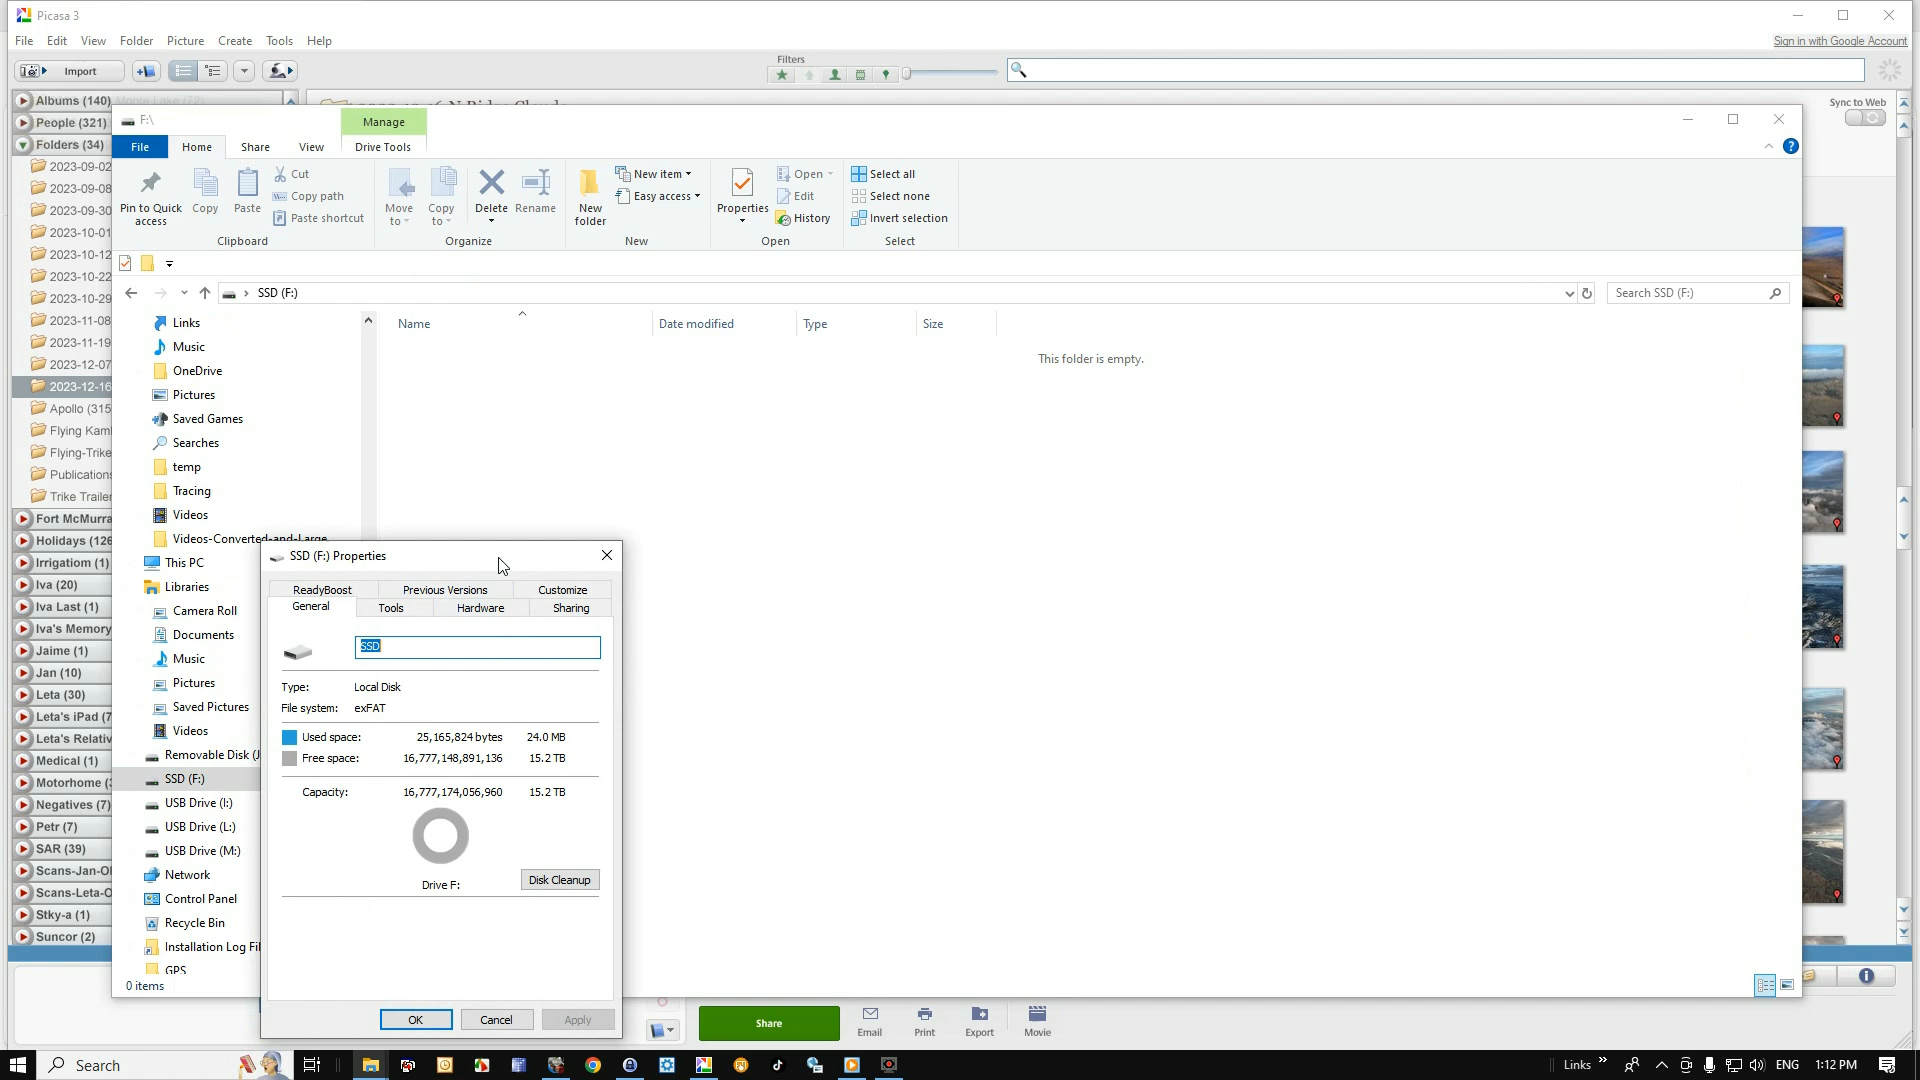 Picasa 3
File Edit View Folder Picture Create Tools Help
Sign in with Google Account
Import
Filters
Albums (140)
People (321)
Folders (34)
2023-09-02
2023-09-08
2023-09-30
2023-10-01
2023-10-12
2023-10-22
2023-10-29
2023-11-08
2023-11-19
2023-12-07
2023-12-16
Apollo (315
Flying Kaml
Flying-Trike
Publications
Trike Trailer
Fort McMurra
Holidays (126
Irrigatiom (1)
Iva (20)
Iva Last (1)
Iva's Memory
Jaime (1)
Jan (10)
Leta (30)
Leta's iPad (7
Leta's Relativ
Medical (1)
Motorhome (
Negatives (7)
Petr (7)
SAR (39)
Scans-Jan-Ol
Scans-Leta-O
Stky-a (1)
Suncor (2)
Sync to Web
F:\
Manage
File Home Share View Drive Tools
Pin to Quick access
Copy
Paste
Cut
Copy path
Paste shortcut
Clipboard
Move to
Copy to
Delete
Rename
Organize
New folder
New item
Easy access
New
Properties
Open
Edit
History
Open
Select all
Select none
Invert selection
Select
SSD (F:)
Search SSD (F:)
Name Date modified Type Size
This folder is empty.
Links
Music
OneDrive
Pictures
Saved Games
Searches
temp
Tracing
Videos
Videos-Converted-and-Large
This PC
Libraries
Camera Roll
Documents
Music
Pictures
Saved Pictures
Videos
Removable Disk (J
SSD (F:)
USB Drive (I:)
USB Drive (L:)
USB Drive (M:)
Network
Control Panel
Recycle Bin
Installation Log Fil
GPS
0 items
SSD (F:) Properties
ReadyBoost Previous Versions Customize
General Tools Hardware Sharing
SSD
Type: Local Disk
File system: exFAT
Used space: 25,165,824 bytes 24.0 MB
Free space: 16,777,148,891,136 15.2 TB
Capacity: 16,777,174,056,960 15.2 TB
Drive F:
Disk Cleanup
OK Cancel Apply
Share
Email
Print
Export
Movie
Search
Links
ENG
1:12 PM